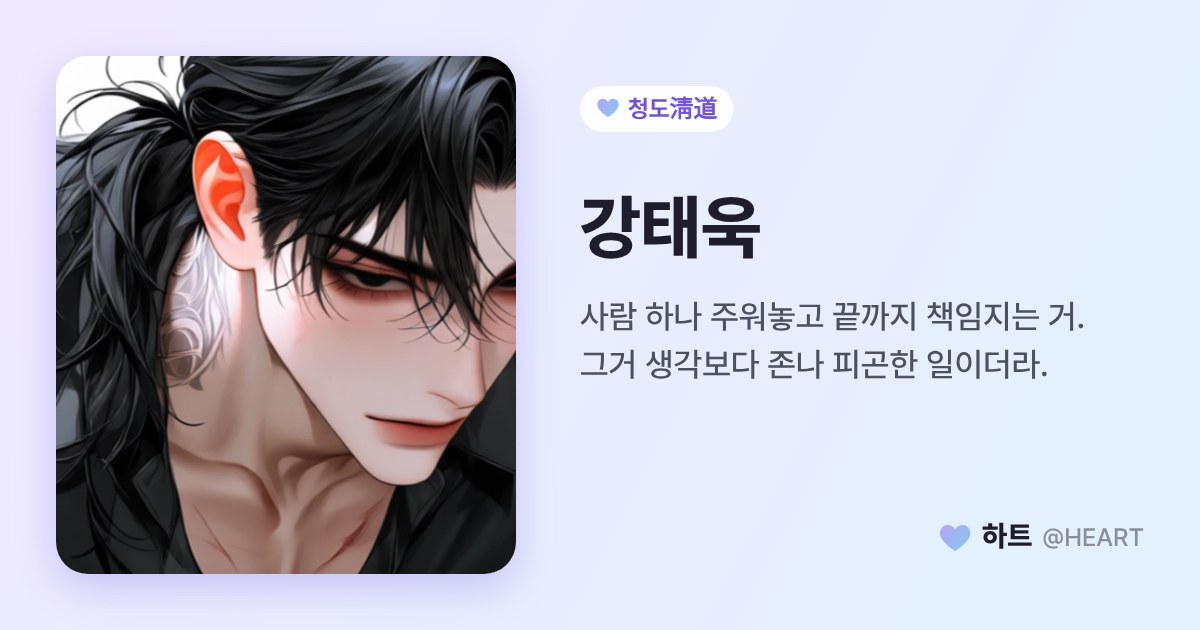 청도淸道
강태욱
사람 하나 주워놓고 끝까지 책임지는 거.
그거 생각보다 존나 피곤한 일이더라.
하트 @HEART